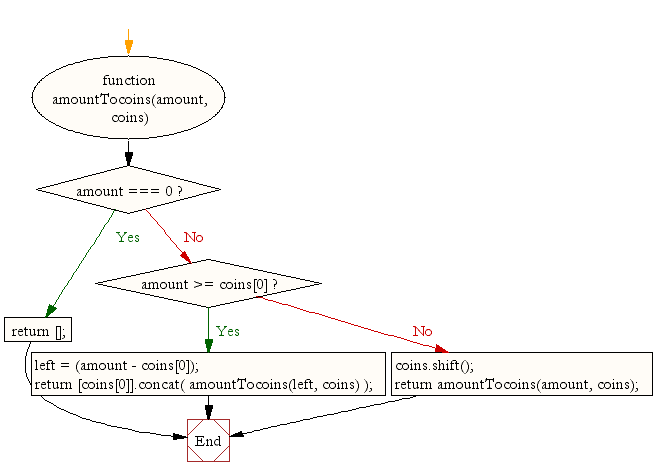 function
amountTocoins(amount,
coins)
amount === 0 ?
Yes
No
amount >= coins[0] ?
return [];
Yes
No
left = (amount - coins[0]);
return [coins[0]].concat( amountTocoins(left, coins) );
coins.shift();
return amountTocoins(amount, coins);
End